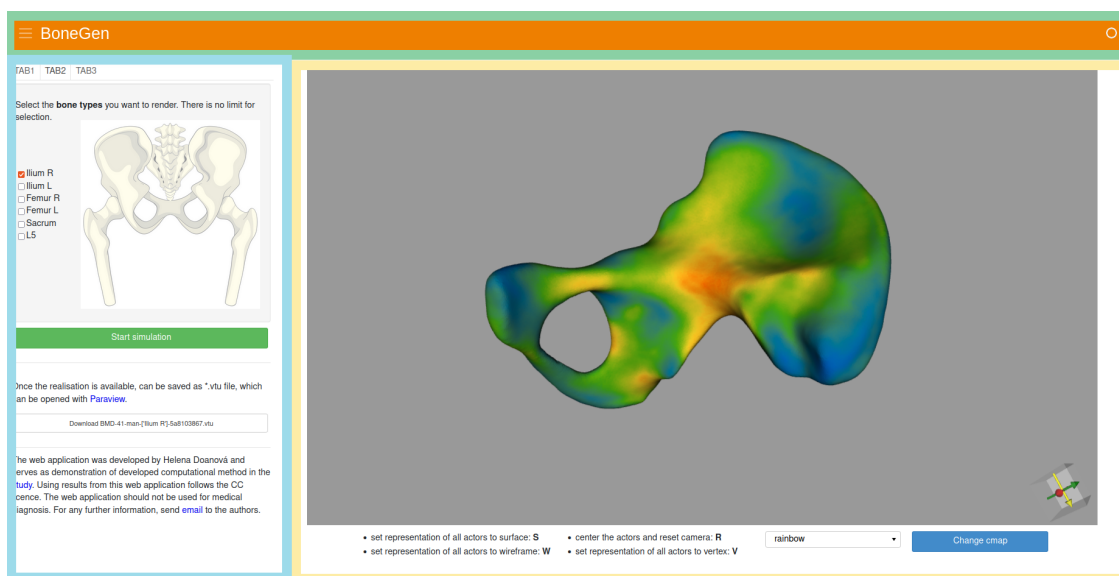 BoneGen
TAB1 TAB2 TAB3
Select the bone types you want to render. There is no limit for
selection.
Ilium R
Ilium L
Femur R
Femur L
Sacrum
L5
Start simulation
Once the realisation is available, can be saved as *.vtu file, which
can be opened with Paraview.
Download BMD-41-man-['Ilium R']-5a8103867.vtu
The web application was developed by Helena Doanová and
serves as demonstration of developed computational method in the
study. Using results from this web application follows the CC
licence. The web application should not be used for medical
diagnosis. For any further information, send email to the authors.
• set representation of all actors to surface: S
• set representation of all actors to wireframe: W
• center the actors and reset camera: R
• set representation of all actors to vertex: V
rainbow
Change cmap